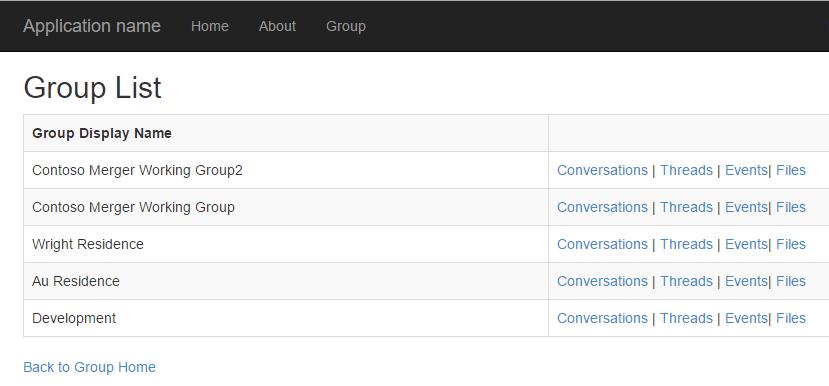 Application name Home About Group
Group List
Group Display Name
Contoso Merger Working Group2 Conversations | Threads | Events| Files
Contoso Merger Working Group Conversations | Threads | Events| Files
Wright Residence Conversations | Threads | Events| Files
Au Residence Conversations | Threads | Events| Files
Development Conversations | Threads | Events| Files
Back to Group Home